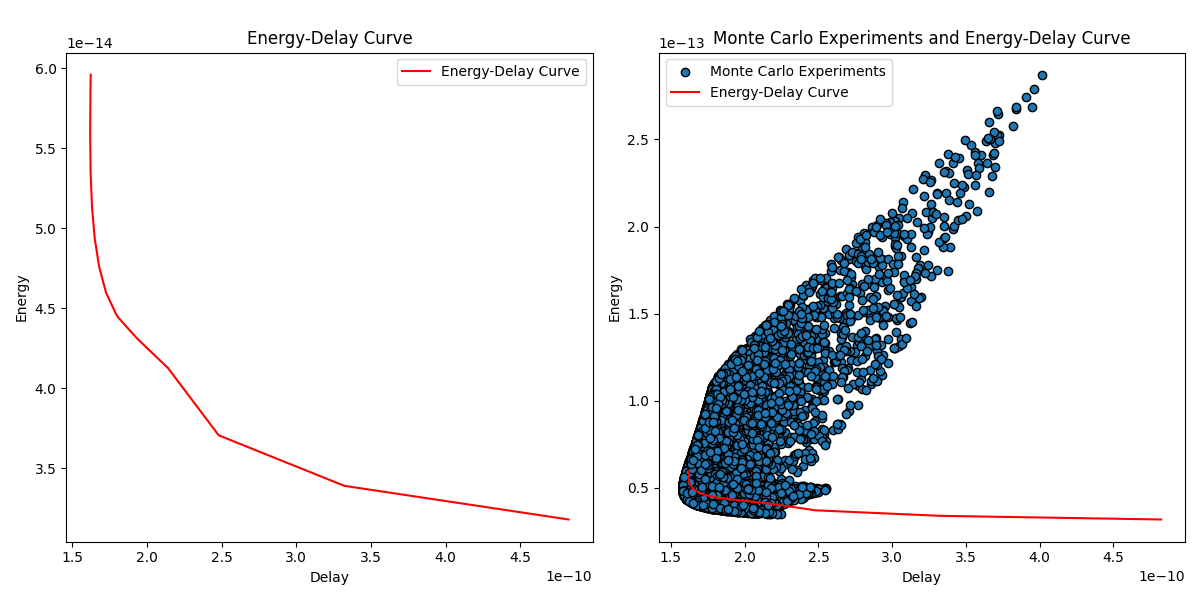 Energy-Delay Curve
1e−14
Energy-Delay Curve
6.0
5.5
5.0
4.5
4.0
3.5
Energy
1.5 2.0 2.5 3.0 3.5 4.0 4.5
1e−10
Delay
Monte Carlo Experiments and Energy-Delay Curve
1e−13
Monte Carlo Experiments
Energy-Delay Curve
2.5
2.0
1.5
1.0
0.5
Energy
1.5 2.0 2.5 3.0 3.5 4.0 4.5
1e−10
Delay